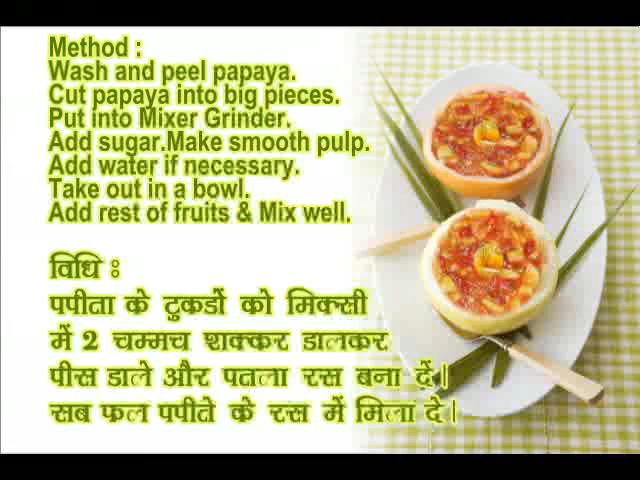 Method :
Wash and peel papaya.
Cut papaya into big pieces.
Put into Mixer Grinder.
Add sugar.Make smooth pulp.
Add water if necessary.
Take out in a bowl.
Add rest of fruits & Mix well.
विधि :
पपीता के टुकडों को मिक्सी
में 2 चम्मच शक्कर डालकर
पीस डाले और पतला रस बना दें।
सब फल पपीते के रस में मिलां दे।